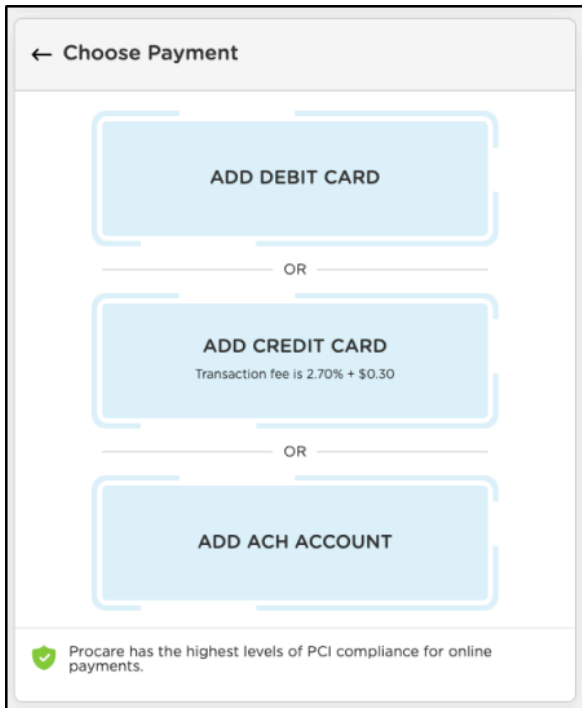 ← Choose Payment
ADD DEBIT CARD
OR
ADD CREDIT CARD
Transaction fee is 2.70% + $0.30
OR
ADD ACH ACCOUNT
Procare has the highest levels of PCI compliance for online
payments.